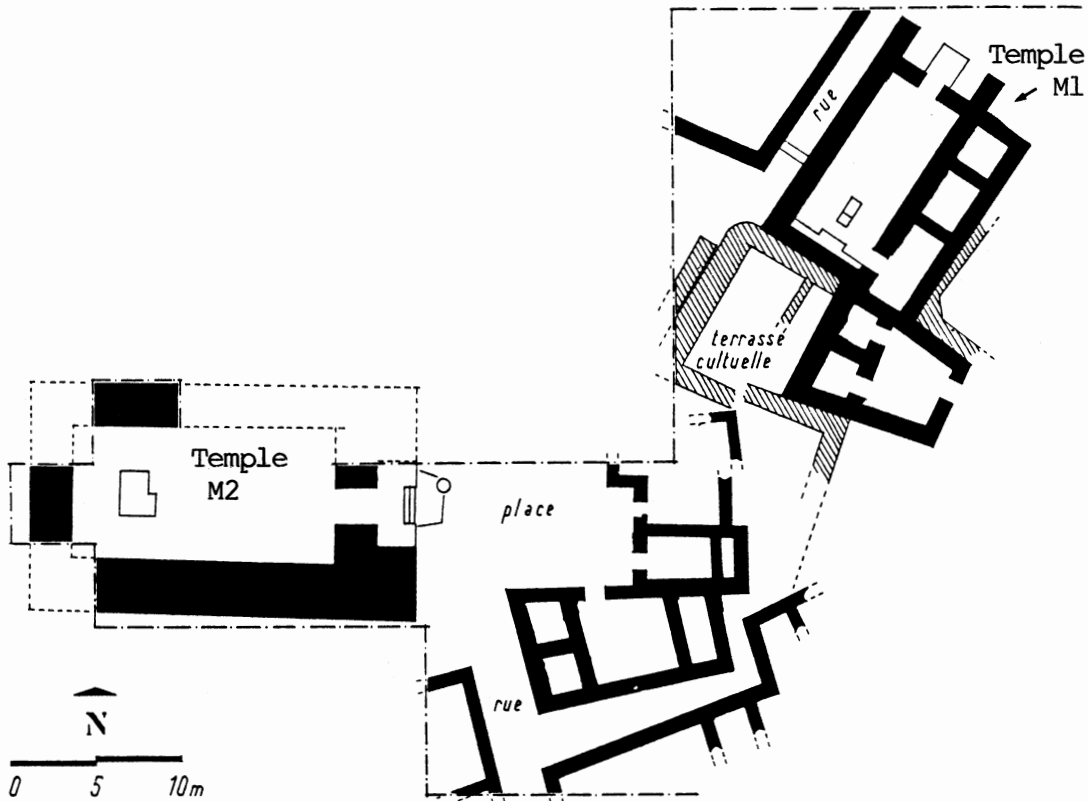 Temple
M1
rue
terrasse
cultuelle
Temple
M2
place
rue
N
0 5 10m